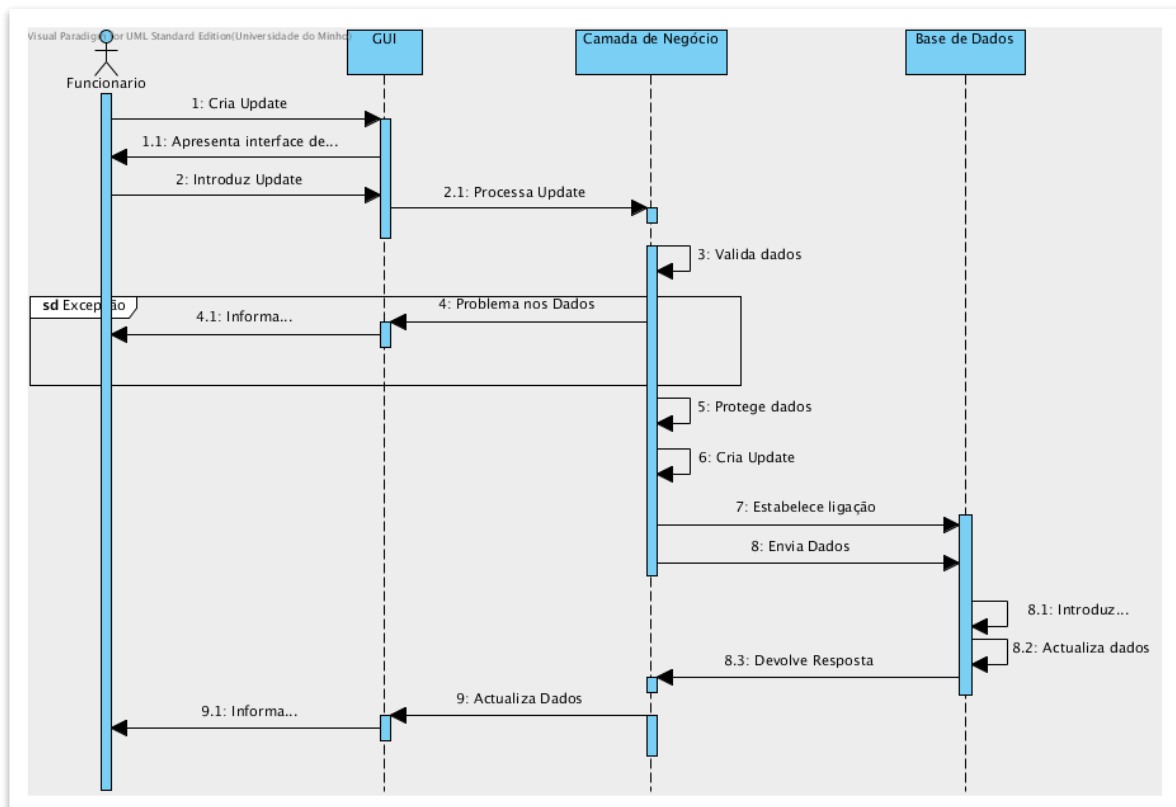 Visual Paradigm for UML Standard Edition(Universidade do Minho)
GUI
Camada de Negócio
Base de Dados
Funcionario
1: Cria Update
1.1: Apresenta interface de...
2: Introduz Update
2.1: Processa Update
3: Valida dados
sd Excepção
4: Problema nos Dados
4.1: Informa...
5: Protege dados
6: Cria Update
7: Estabelece ligação
8: Envia Dados
8.1: Introduz...
8.2: Actualiza dados
8.3: Devolve Resposta
9: Actualiza Dados
9.1: Informa...